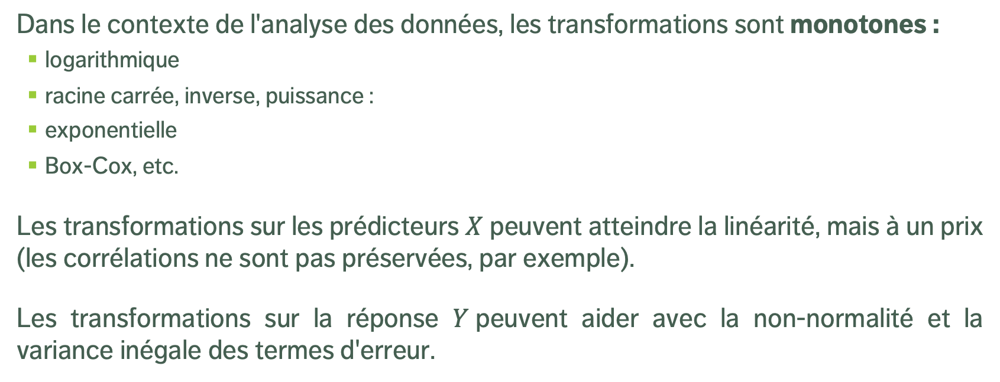 Dans le contexte de l'analyse des données, les transformations sont monotones :
▪ logarithmique
▪ racine carrée, inverse, puissance :
▪ exponentielle
▪ Box-Cox, etc.
Les transformations sur les prédicteurs X peuvent atteindre la linéarité, mais à un prix
(les corrélations ne sont pas préservées, par exemple).
Les transformations sur la réponse Y peuvent aider avec la non-normalité et la
variance inégale des termes d'erreur.